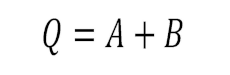 Q = A + B